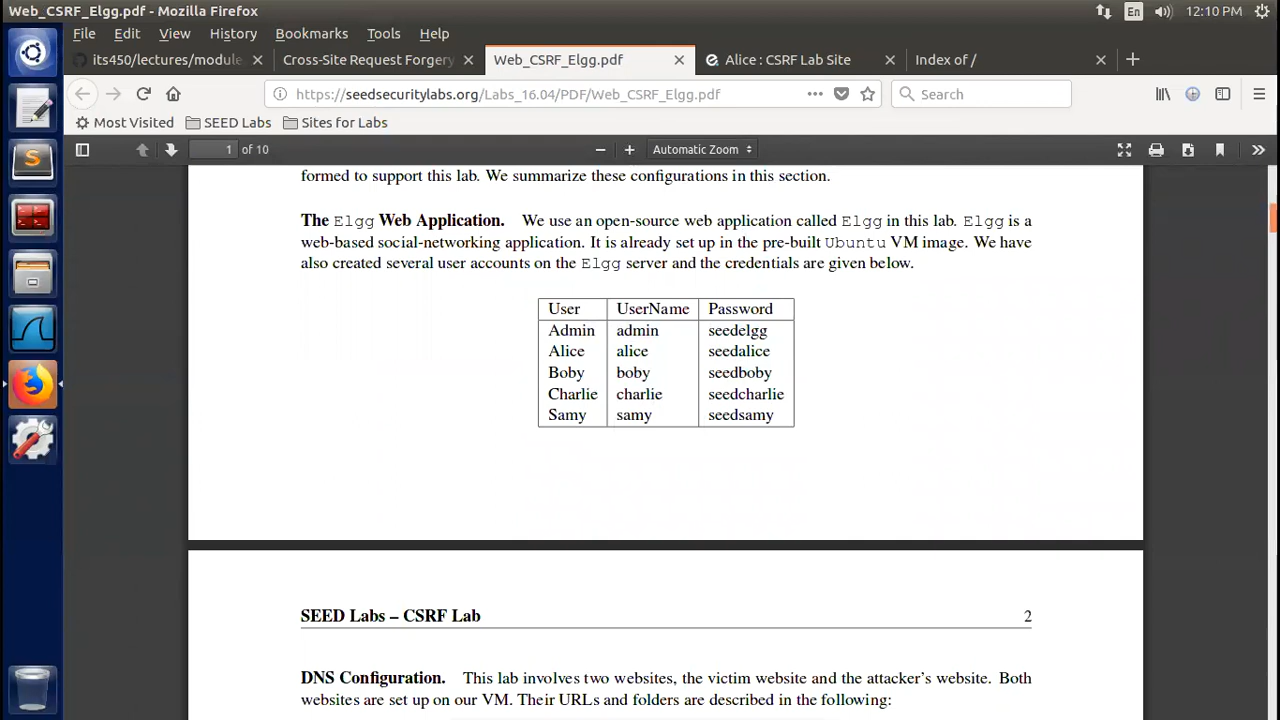 Web_CSRF_Elgg.pdf - Mozilla Firefox
En 12:10 PM
File Edit View History Bookmarks Tools Help
its450/lectures/module
Cross-Site Request Forgery
Web_CSRF_Elgg.pdf
Alice : CSRF Lab Site
Index of /
https://seedsecuritylabs.org/Labs_16.04/PDF/Web_CSRF_Elgg.pdf
Search
Most Visited SEED Labs Sites for Labs
1 of 10
Automatic Zoom
formed to support this lab. We summarize these configurations in this section.
The Elgg Web Application. We use an open-source web application called Elgg in this lab. Elgg is a
web-based social-networking application. It is already set up in the pre-built Ubuntu VM image. We have
also created several user accounts on the Elgg server and the credentials are given below.
User UserName Password
Admin admin seedelgg
Alice alice seedalice
Boby boby seedboby
Charlie charlie seedcharlie
Samy samy seedsamy
SEED Labs – CSRF Lab 2
DNS Configuration. This lab involves two websites, the victim website and the attacker's website. Both
websites are set up on our VM. Their URLs and folders are described in the following: